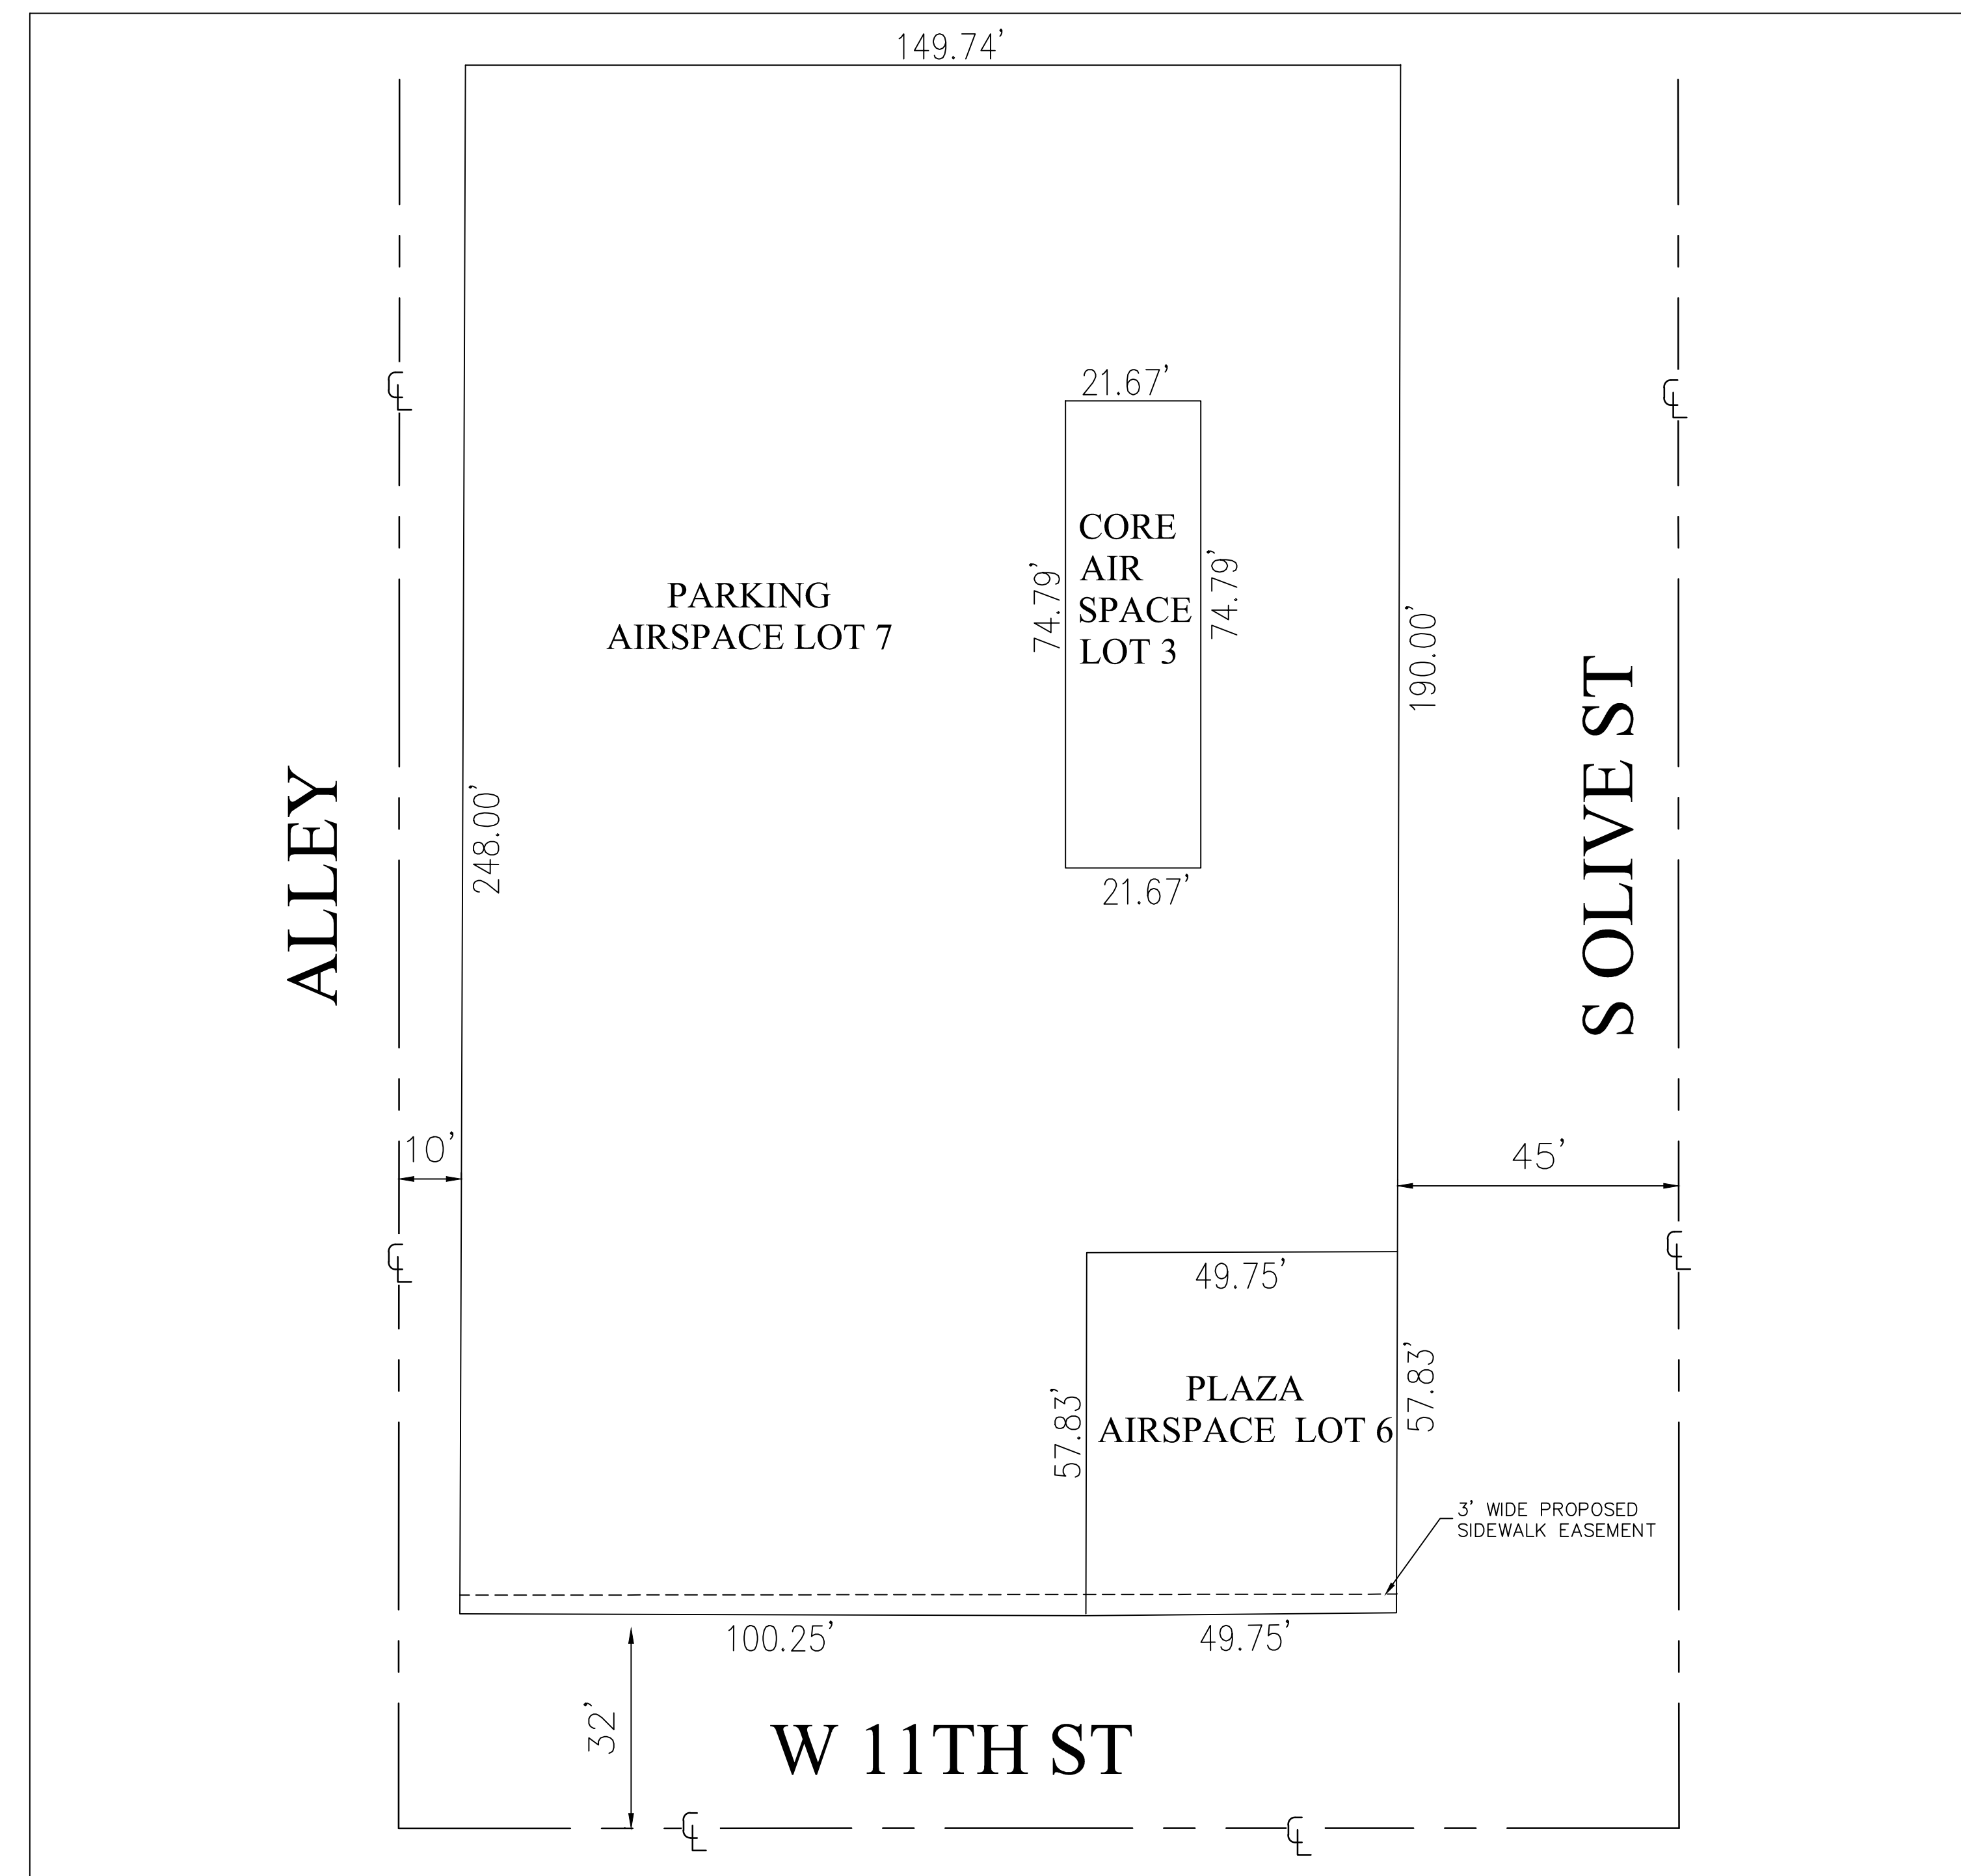 149.74'
21.67'
CORE
AIR
SPACE
LOT 3
74.79'
74.79'
PARKING
AIRSPACE LOT 7
190.00'
S OLIVE ST
ALLEY
248.00'
21.67'
10'
45'
49.75'
57.83'
PLAZA
AIRSPACE LOT 6
57.83'
3' WIDE PROPOSED
SIDEWALK EASEMENT
100.25'
49.75'
32'
W 11TH ST
℄
℄
℄
℄
℄
℄